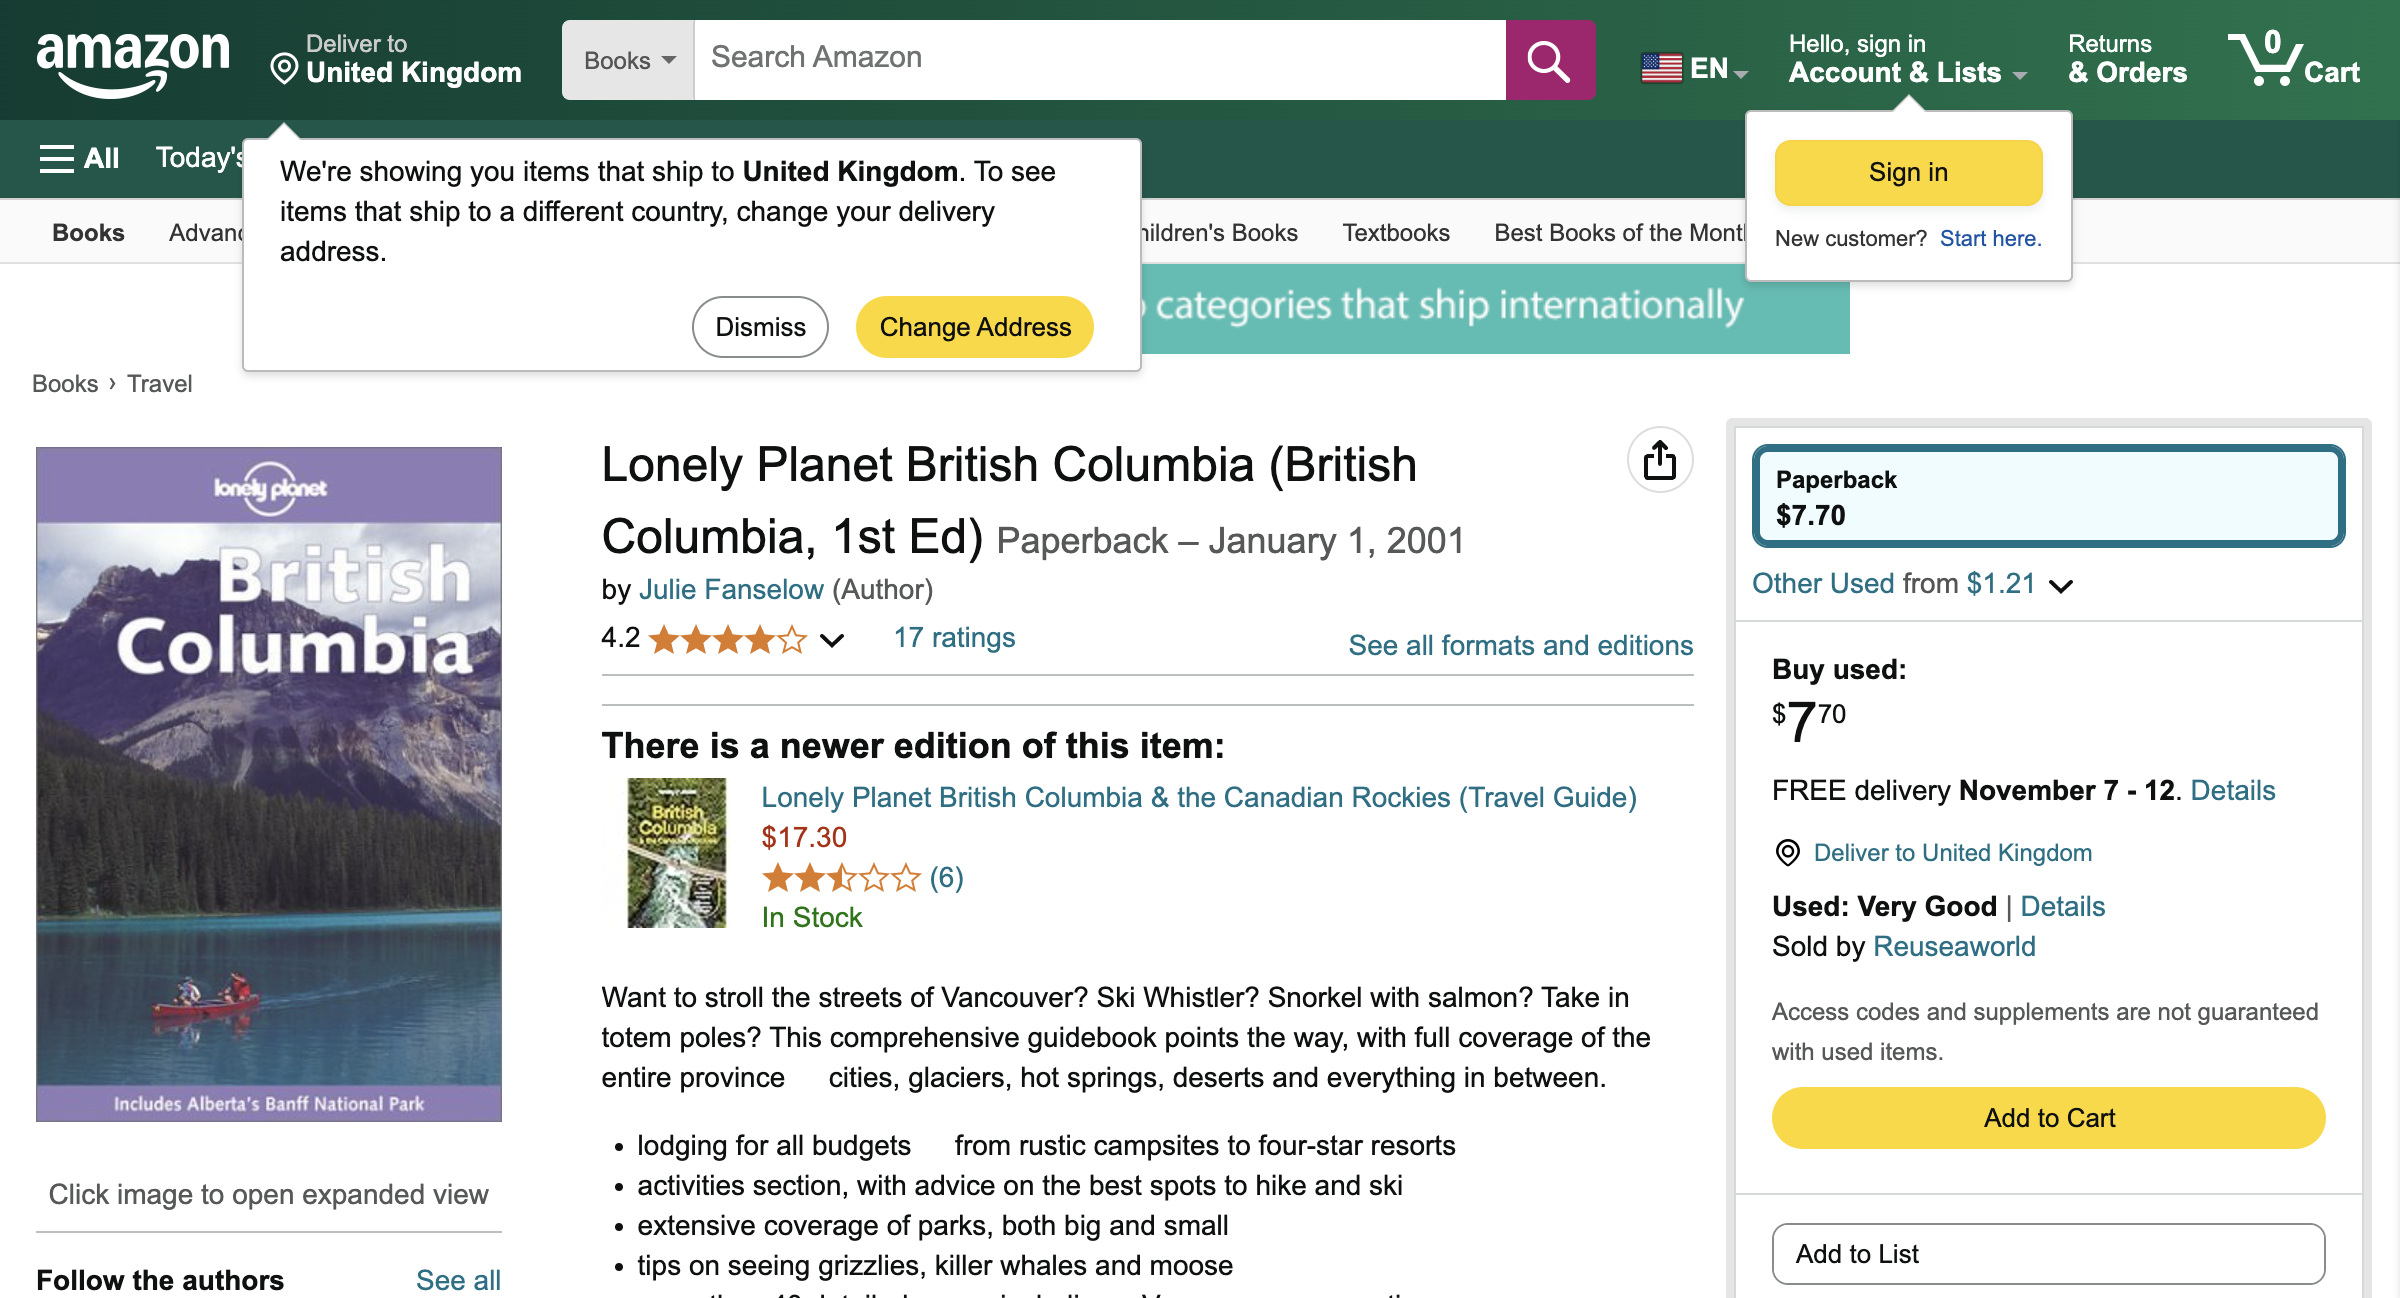 amazon
Deliver to
United Kingdom
Books
Search Amazon
EN
Hello, sign in
Account & Lists
Returns
& Orders
0
Cart
All
Today's
We're showing you items that ship to United Kingdom. To see
items that ship to a different country, change your delivery
address.
Dismiss
Change Address
Sign in
New customer? Start here.
Books
Textbooks
Books
Best Books of the
categories that ship internationally
Books › Travel
lonely planet
British
Columbia
Includes Alberta's Banff National Park
Click image to open expanded view
Follow the authors
See all
Lonely Planet British Columbia (British
Columbia, 1st Ed) Paperback – January 1, 2001
by Julie Fanselow (Author)
4.2
17 ratings
See all formats and editions
There is a newer edition of this item:
British
Columbia
Lonely Planet British Columbia & the Canadian Rockies (Travel Guide)
$17.30
(6)
In Stock
Want to stroll the streets of Vancouver? Ski Whistler? Snorkel with salmon? Take in
totem poles? This comprehensive guidebook points the way, with full coverage of the
entire province cities, glaciers, hot springs, deserts and everything in between.
• lodging for all budgets from rustic campsites to four-star resorts
• activities section, with advice on the best spots to hike and ski
• extensive coverage of parks, both big and small
• tips on seeing grizzlies, killer whales and moose
Paperback
$7.70
Other Used from $1.21
Buy used:
$7 70
FREE delivery November 7 - 12. Details
Deliver to United Kingdom
Used: Very Good | Details
Sold by Reuseaworld
Access codes and supplements are not guaranteed
with used items.
Add to Cart
Add to List